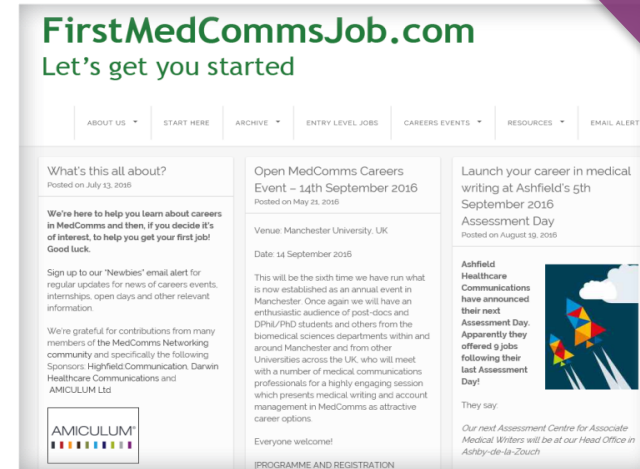 FirstMedCommsJob.com
Let's get you started
ABOUT US
START HERE
ARCHIVE
ENTRY LEVEL JOBS
CAREERS EVENTS
RESOURCES
EMAIL ALERT
What's this all about?
Posted on July 13, 2016
We're here to help you learn about careers
in MedComms and then, if you decide it's
of interest, to help you get your first job!
Good luck.
Sign up to our "Newbies" email alert for
regular updates for news of careers events,
internships, open days and other relevant
information.
We're grateful for contributions from many
members of the MedComms Networking
community and specifically the following
Sponsors: Highfield:Communication, Darwin
Healthcare Communications and
AMICULUM Ltd
AMICULUM®
Open MedComms Careers
Event – 14th September 2016
Posted on May 21, 2016
Venue: Manchester University, UK
Date: 14 September 2016
This will be the sixth time we have run what
is now established as an annual event in
Manchester. Once again we will have an
enthusiastic audience of post-docs and
DPhil/PhD students and others from the
biomedical sciences departments within and
around Manchester and from other
Universities across the UK, who will meet
with a number of medical communications
professionals for a highly engaging session
which presents medical writing and account
management in MedComms as attractive
career options.
Everyone welcome!
[PROGRAMME AND REGISTRATION
Launch your career in medical
writing at Ashfield's 5th
September 2016
Assessment Day
Posted on August 19, 2016
Ashfield
Healthcare
Communications
have announced
their next
Assessment Day.
Apparently they
offered 9 jobs
following their
last Assessment
Day!
They say:
Our next Assessment Centre for Associate
Medical Writers will be at our Head Office in
Ashby-de-la-Zouch